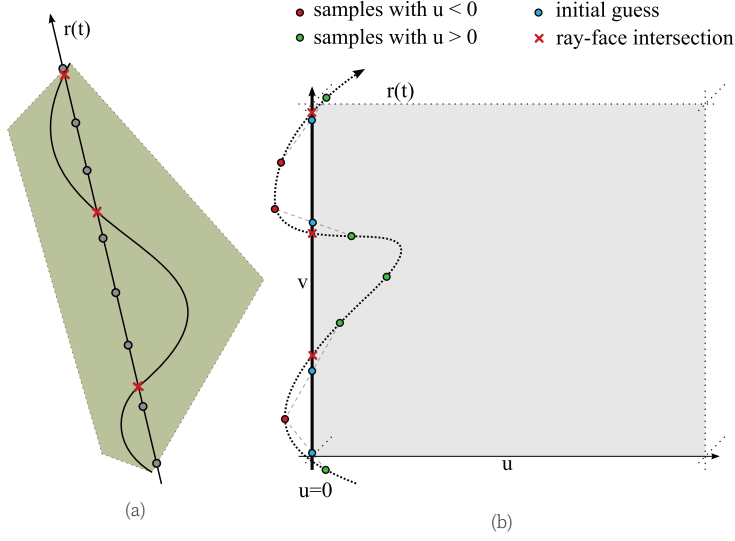 samples with u < 0
initial guess
samples with u > 0
ray-face intersection
r(t)
r(t)
v
u
u=0
(a)
(b)